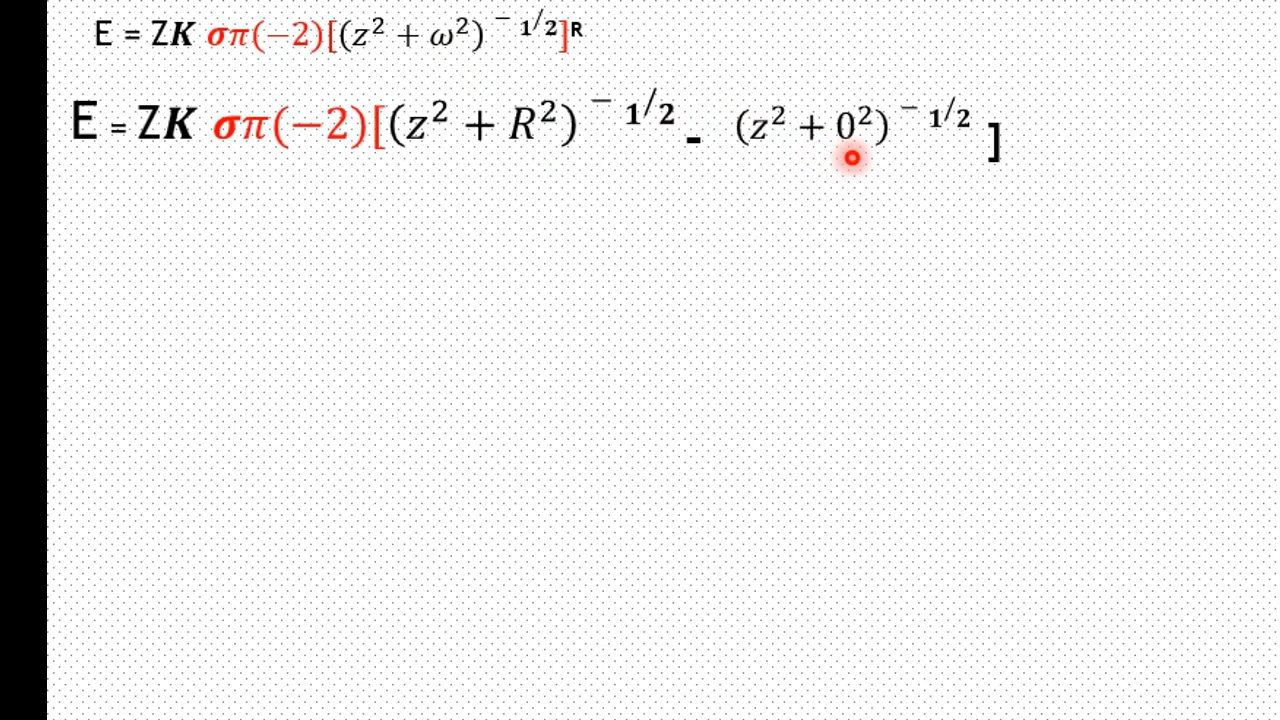 E = ZK σπ(−2)[(z² + ω²)⁻ ¹/²]ᴿ
E = ZK σπ(−2)[(z² + R²)⁻ ¹/² - (z² + 0²)⁻ ¹/² ]